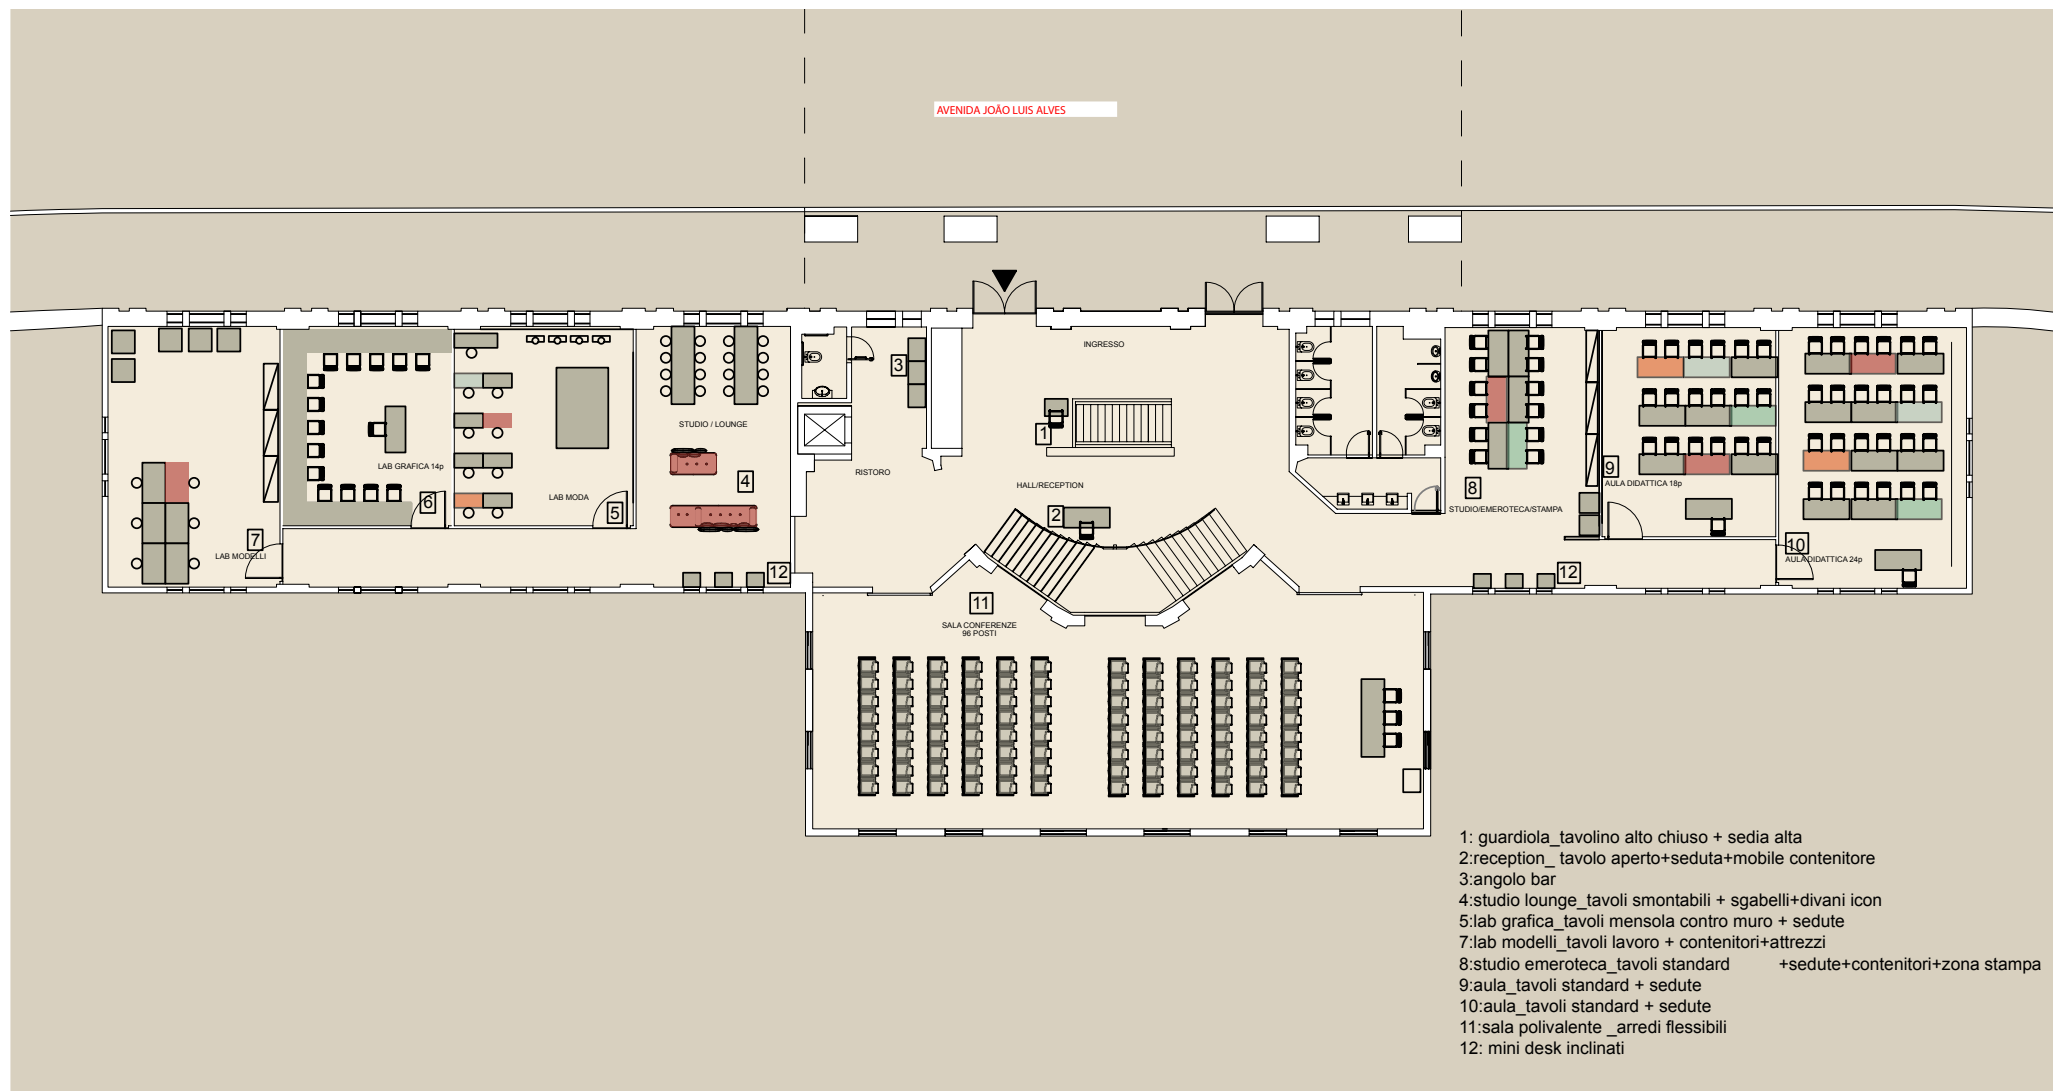 AVENIDA JOÃO LUIS ALVES
INGRESSO
3
1
STUDIO / LOUNGE
LAB GRAFICA 14p
RISTORO
9
4
HALL/RECEPTION
AULA DIDATTICA 18p
8
6
LAB MODA
5
2
STUDIO/EMEROTECA/STAMPA
7
LAB MODELLI
10
AULA DIDATTICA 24p
12
12
11
SALA CONFERENZE
96 POSTI
1: guardiola_tavolino alto chiuso + sedia alta
2:reception_ tavolo aperto+seduta+mobile contenitore
3:angolo bar
4:studio lounge_tavoli smontabili + sgabelli+divani icon
5:lab grafica_tavoli mensola contro muro + sedute
7:lab modelli_tavoli lavoro + contenitori+attrezzi
8:studio emeroteca_tavoli standard +sedute+contenitori+zona stampa
9:aula_tavoli standard + sedute
10:aula_tavoli standard + sedute
11:sala polivalente _arredi flessibili
12: mini desk inclinati